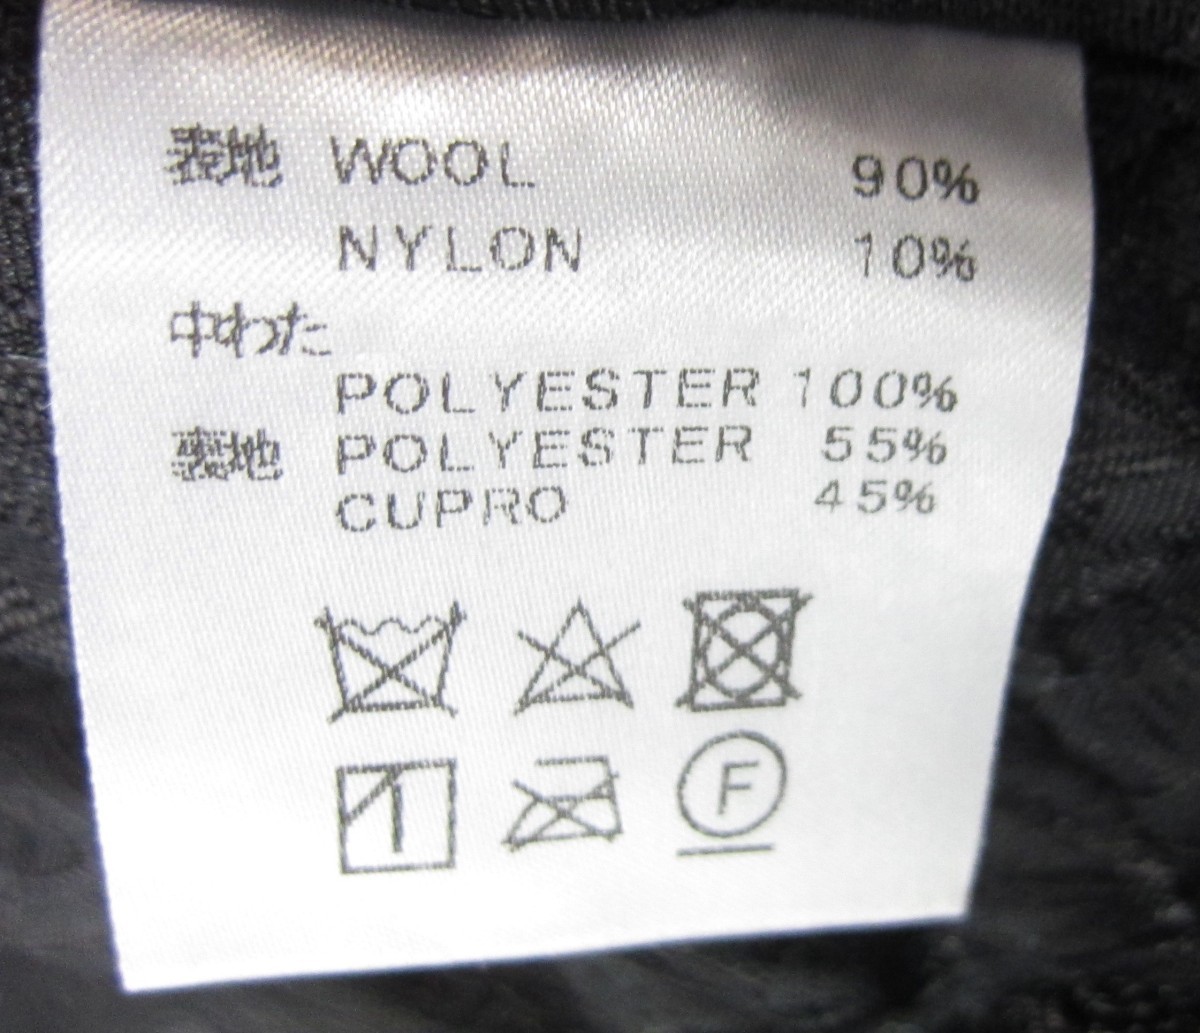 表地 WOOL 90%
NYLON 10%
中わた
POLYESTER 100%
裏地 POLYESTER 55%
CUPRO 45%
F